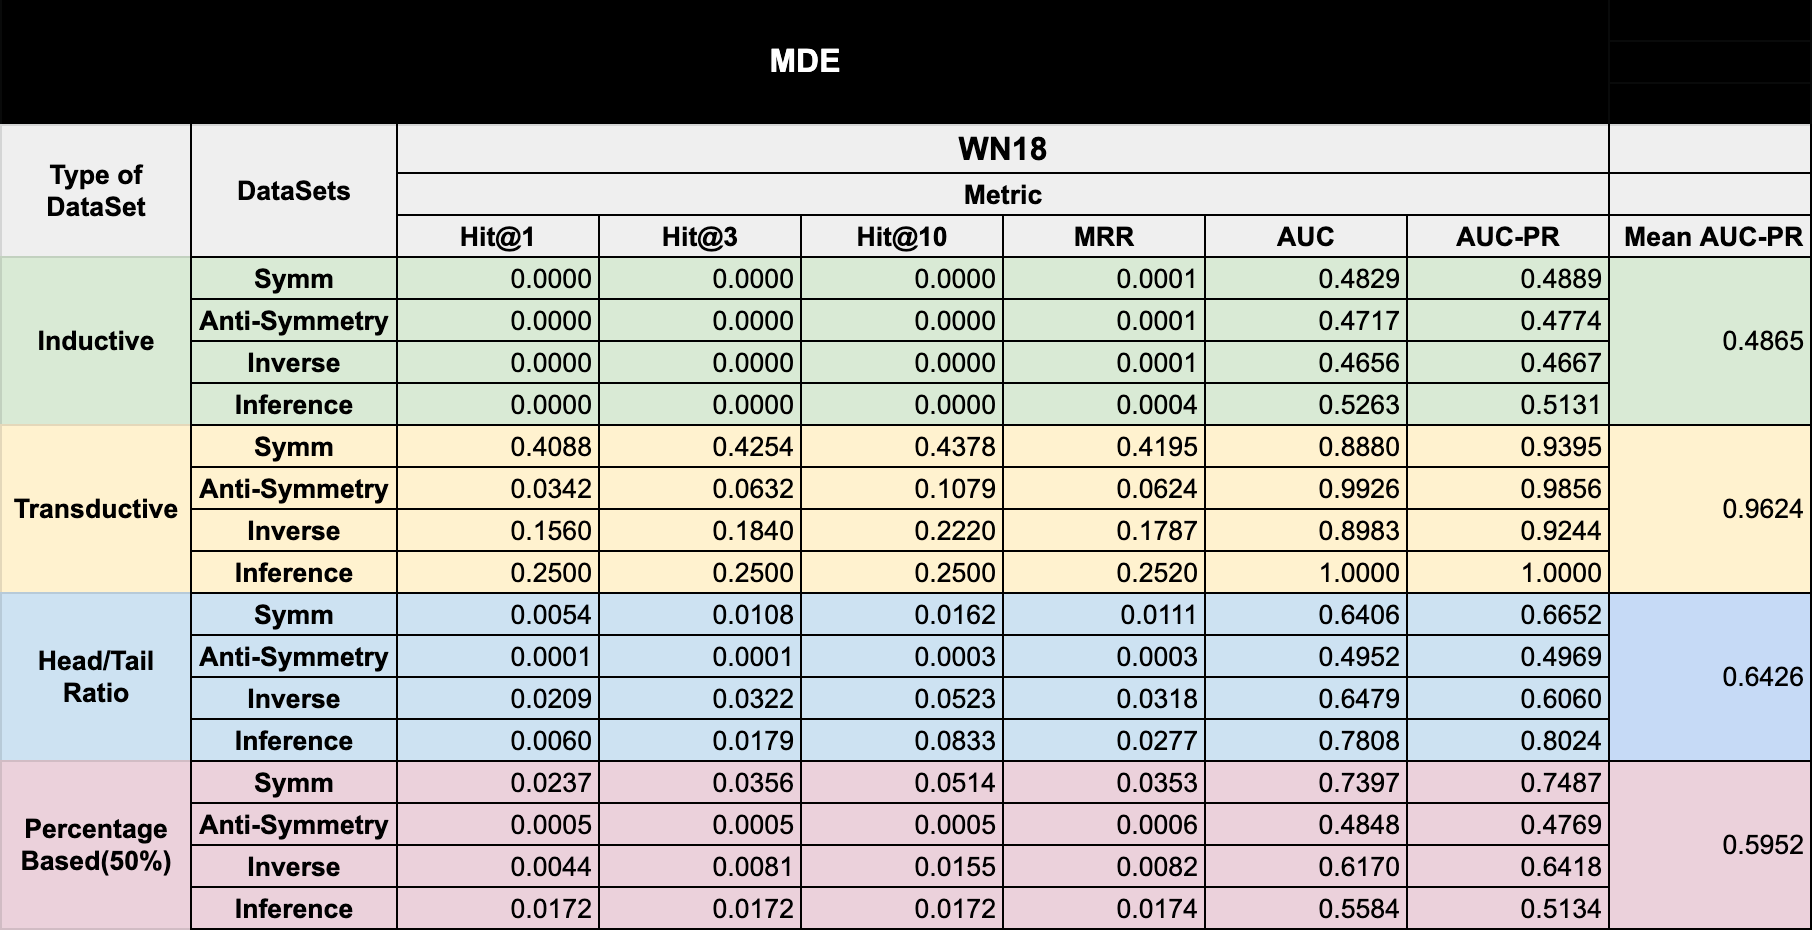 MDE
Type of DataSet DataSets WN18
Metric
Hit@1 Hit@3 Hit@10 MRR AUC AUC-PR Mean AUC-PR
Inductive Symm 0.0000 0.0000 0.0000 0.0001 0.4829 0.4889 0.4865
Anti-Symmetry 0.0000 0.0000 0.0000 0.0001 0.4717 0.4774
Inverse 0.0000 0.0000 0.0000 0.0001 0.4656 0.4667
Inference 0.0000 0.0000 0.0000 0.0004 0.5263 0.5131
Transductive Symm 0.4088 0.4254 0.4378 0.4195 0.8880 0.9395 0.9624
Anti-Symmetry 0.0342 0.0632 0.1079 0.0624 0.9926 0.9856
Inverse 0.1560 0.1840 0.2220 0.1787 0.8983 0.9244
Inference 0.2500 0.2500 0.2500 0.2520 1.0000 1.0000
Head/Tail Ratio Symm 0.0054 0.0108 0.0162 0.0111 0.6406 0.6652 0.6426
Anti-Symmetry 0.0001 0.0001 0.0003 0.0003 0.4952 0.4969
Inverse 0.0209 0.0322 0.0523 0.0318 0.6479 0.6060
Inference 0.0060 0.0179 0.0833 0.0277 0.7808 0.8024
Percentage Based(50%) Symm 0.0237 0.0356 0.0514 0.0353 0.7397 0.7487 0.5952
Anti-Symmetry 0.0005 0.0005 0.0005 0.0006 0.4848 0.4769
Inverse 0.0044 0.0081 0.0155 0.0082 0.6170 0.6418
Inference 0.0172 0.0172 0.0172 0.0174 0.5584 0.5134